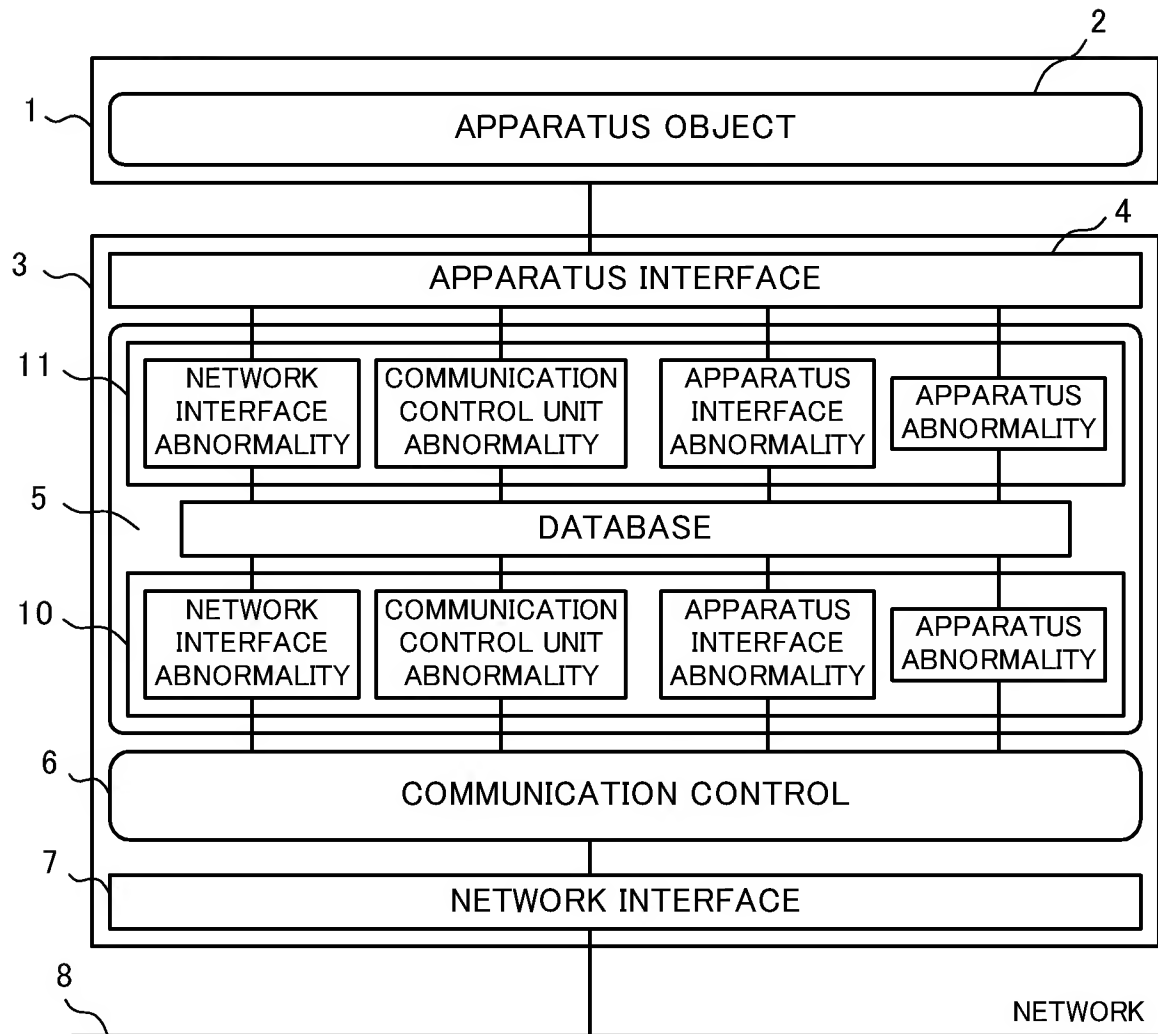 2
1
APPARATUS OBJECT
4
3
APPARATUS INTERFACE
11
NETWORK
INTERFACE
ABNORMALITY
COMMUNICATION
CONTROL UNIT
ABNORMALITY
APPARATUS
INTERFACE
ABNORMALITY
APPARATUS
ABNORMALITY
5
DATABASE
10
NETWORK
INTERFACE
ABNORMALITY
COMMUNICATION
CONTROL UNIT
ABNORMALITY
APPARATUS
INTERFACE
ABNORMALITY
APPARATUS
ABNORMALITY
6
COMMUNICATION CONTROL
7
NETWORK INTERFACE
8
NETWORK